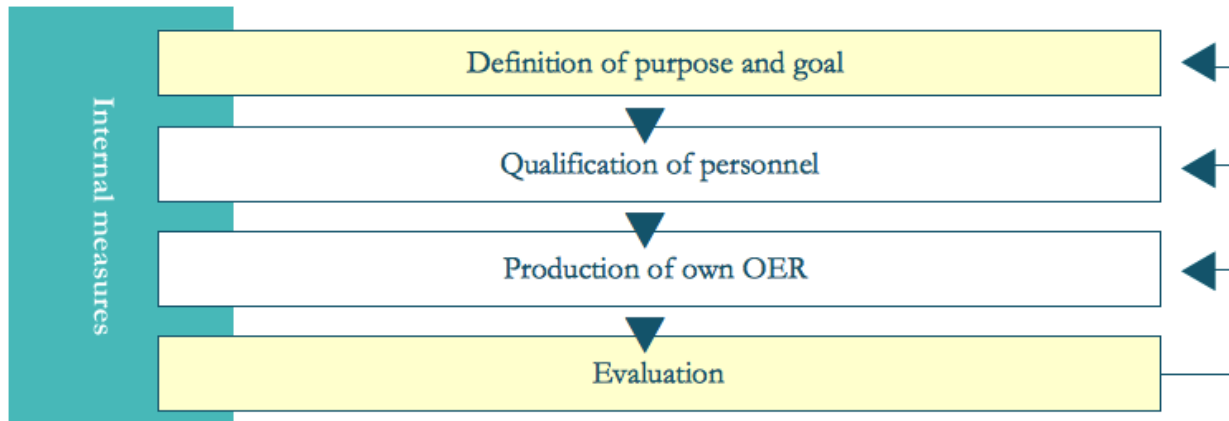 Internal measures
Definition of purpose and goal
Qualification of personnel
Production of own OER
Evaluation